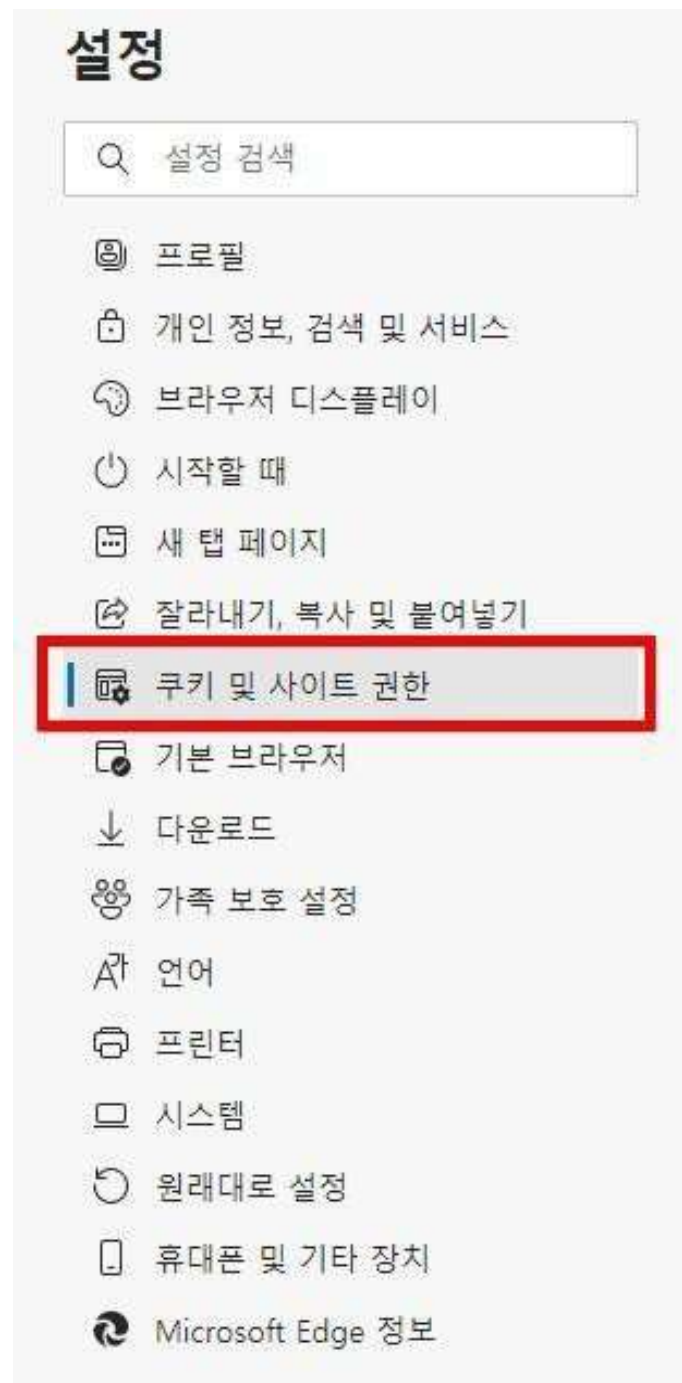 설정
설정 검색
프로필
개인 정보, 검색 및 서비스
브라우저 디스플레이
시작할 때
새 탭 페이지
잘라내기, 복사 및 붙여넣기
쿠키 및 사이트 권한
기본 브라우저
다운로드
가족 보호 설정
언어
프린터
시스템
원래대로 설정
휴대폰 및 기타 장치
Microsoft Edge 정보